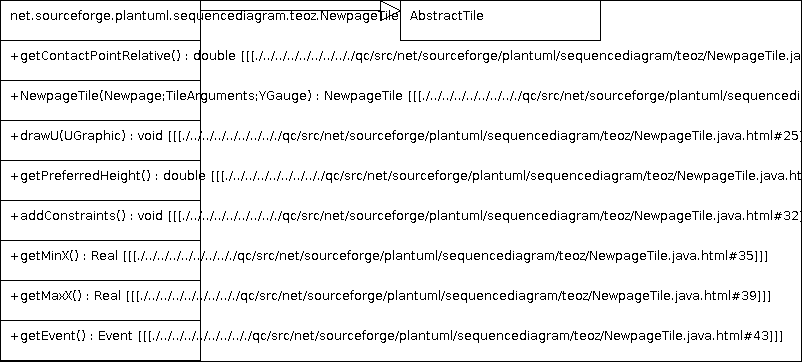 net.sourceforge.plantuml.sequencediagram.teoz.NewpageTile
AbstractTile
+getContactPointRelative() : double [[[./../../../../../../../qc/src/net/sourceforge/plantuml/sequencediagram/teoz/NewpageTile.ja
+NewpageTile(Newpage;TileArguments;YGauge) : NewpageTile [[[./../../../../../../../qc/src/net/sourceforge/plantuml/sequencedi
+drawU(UGraphic) : void [[[./../../../../../../../qc/src/net/sourceforge/plantuml/sequencediagram/teoz/NewpageTile.java.html#25]
+getPreferredHeight() : double [[[./../../../../../../../qc/src/net/sourceforge/plantuml/sequencediagram/teoz/NewpageTile.java.ht
+addConstraints() : void [[[./../../../../../../../qc/src/net/sourceforge/plantuml/sequencediagram/teoz/NewpageTile.java.html#32]
+getMinX() : Real [[[./../../../../../../../qc/src/net/sourceforge/plantuml/sequencediagram/teoz/NewpageTile.java.html#35]]]
+getMaxX() : Real [[[./../../../../../../../qc/src/net/sourceforge/plantuml/sequencediagram/teoz/NewpageTile.java.html#39]]]
+getEvent() : Event [[[./../../../../../../../qc/src/net/sourceforge/plantuml/sequencediagram/teoz/NewpageTile.java.html#43]]]